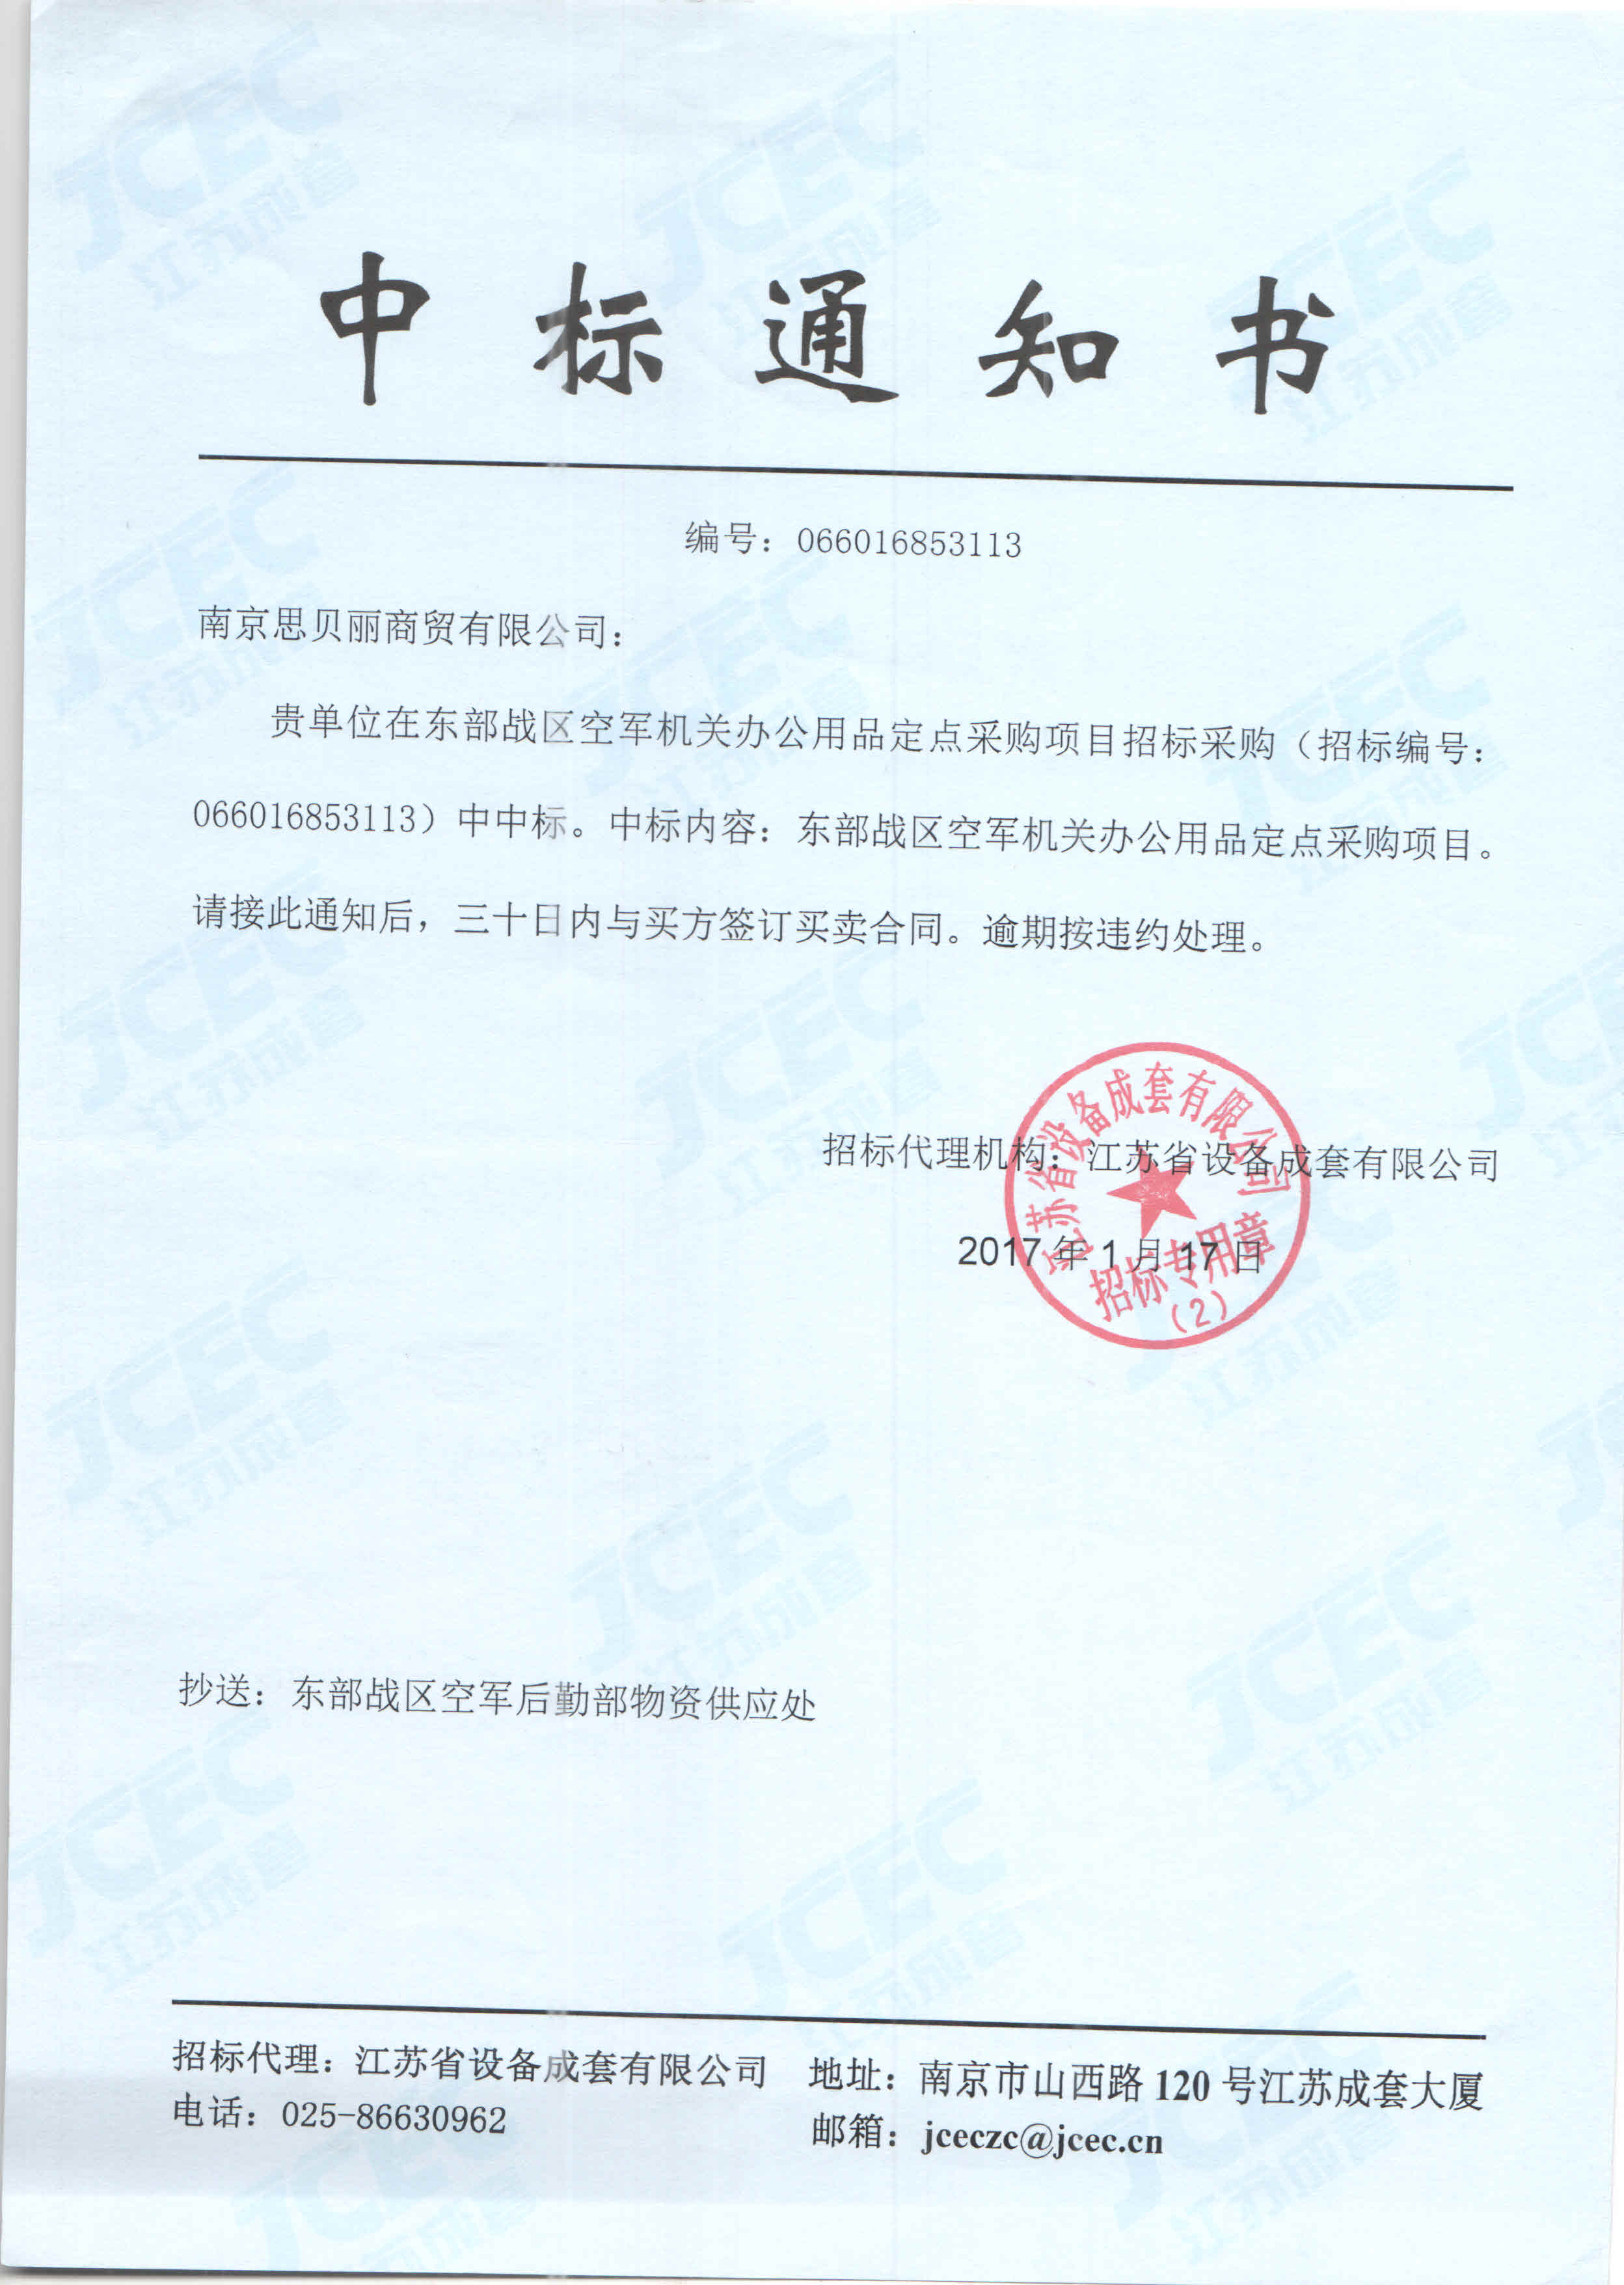 中标通知书
编号：066016853113
南京思贝丽商贸有限公司：
贵单位在东部战区空军机关办公用品定点采购项目招标采购（招标编号：
066016853113）中中标。中标内容：东部战区空军机关办公用品定点采购项目。
请接此通知后，三十日内与买方签订买卖合同。逾期按违约处理。
招标代理机构：江苏省设备成套有限公司
2017年1月17日
江苏省设备成套有限公司
招标专用章
（2）
抄送：东部战区空军后勤部物资供应处
招标代理：江苏省设备成套有限公司 地址：南京市山西路120号江苏成套大厦
电话：025-86630962 邮箱：jceczc@jcec.cn
JCEC
江苏成套